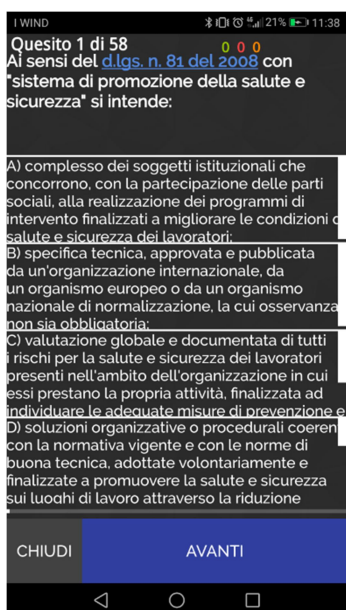 I WIND 21% 11:38
Quesito 1 di 58 0 0 0
Ai sensi del d.lgs. n. 81 del 2008 con
"sistema di promozione della salute e
sicurezza" si intende:
A) complesso dei soggetti istituzionali che
concorrono, con la partecipazione delle parti
sociali, alla realizzazione dei programmi di
intervento finalizzati a migliorare le condizioni d
salute e sicurezza dei lavoratori;
B) specifica tecnica, approvata e pubblicata
da un'organizzazione internazionale, da
un organismo europeo o da un organismo
nazionale di normalizzazione, la cui osservanza
non sia obbligatoria;
C) valutazione globale e documentata di tutti
i rischi per la salute e sicurezza dei lavoratori
presenti nell'ambito dell'organizzazione in cui
essi prestano la propria attività, finalizzata ad
individuare le adeguate misure di prevenzione e
D) soluzioni organizzative o procedurali coeren
con la normativa vigente e con le norme di
buona tecnica, adottate volontariamente e
finalizzate a promuovere la salute e sicurezza
sui luoghi di lavoro attraverso la riduzione
CHIUDI AVANTI